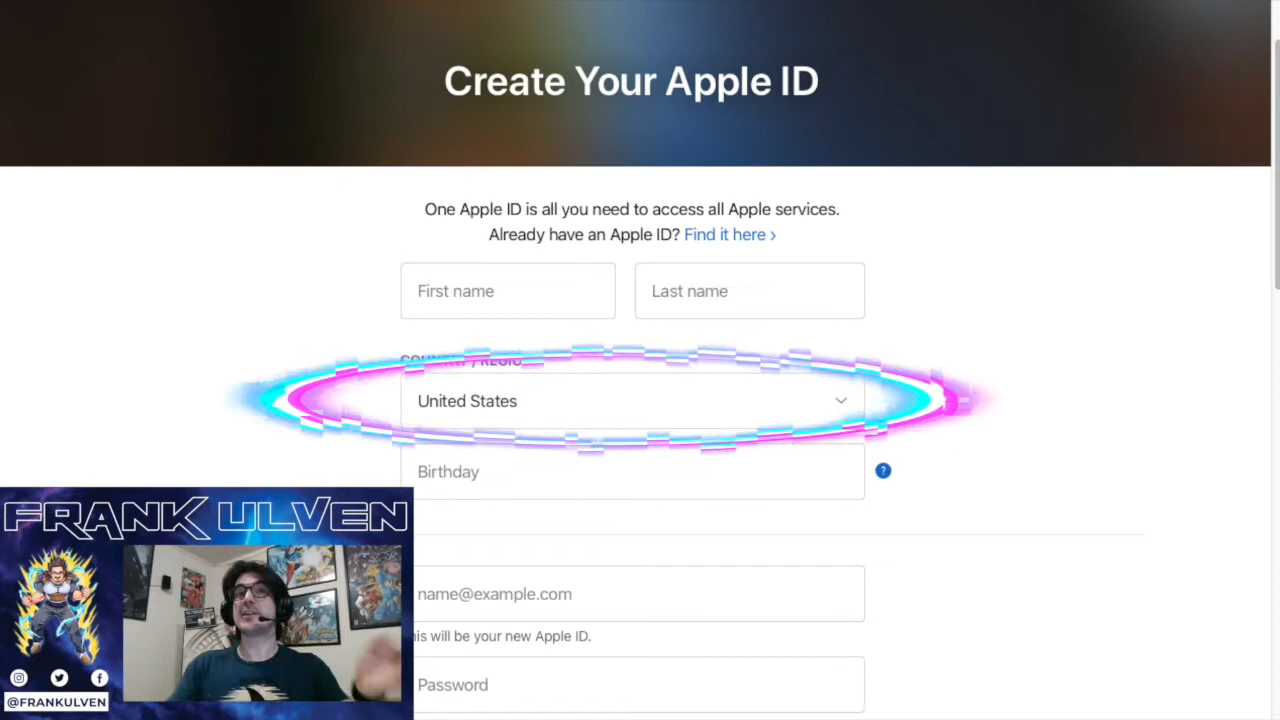 Create Your Apple ID
One Apple ID is all you need to access all Apple services.
Already have an Apple ID? Find it here ›
First name
Last name
COUNTRY / REGION
United States
Birthday
?
name@example.com
his will be your new Apple ID.
Password
FRANK ULVEN
@FRANKULVEN